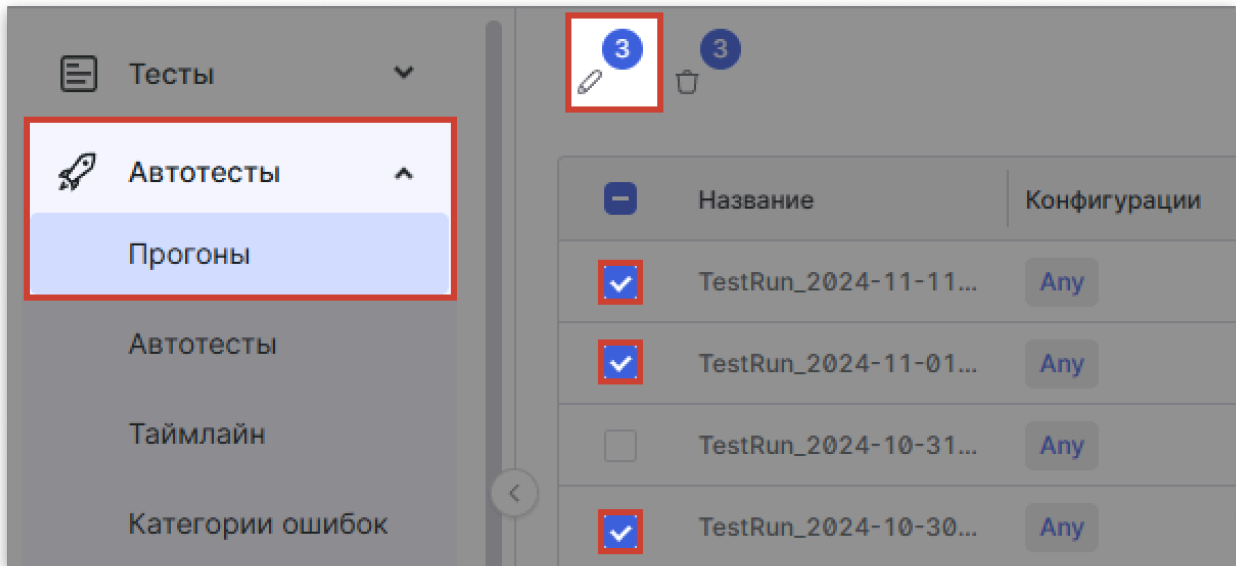 Тесты
Автотесты
Прогоны
Автотесты
Таймлайн
Категории ошибок
3
3
Название
Конфигурации
TestRun_2024-11-11...
Any
TestRun_2024-11-01...
Any
TestRun_2024-10-31...
Any
TestRun_2024-10-30...
Any